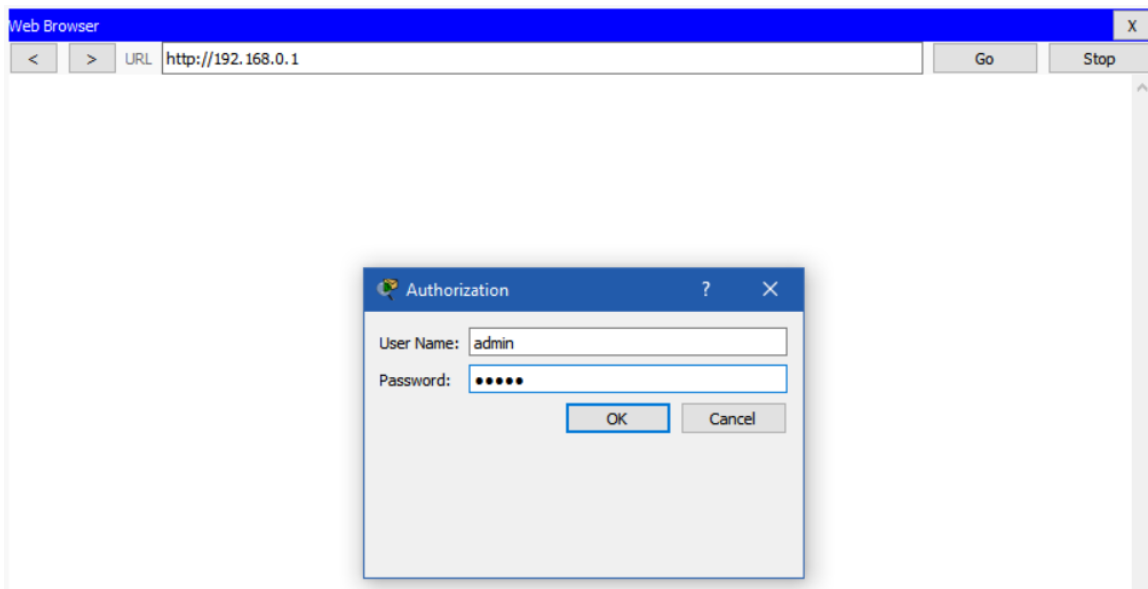 Web Browser X
< > URL http://192.168.0.1 Go Stop
Authorization ? X
User Name: admin
Password: •••••
OK Cancel